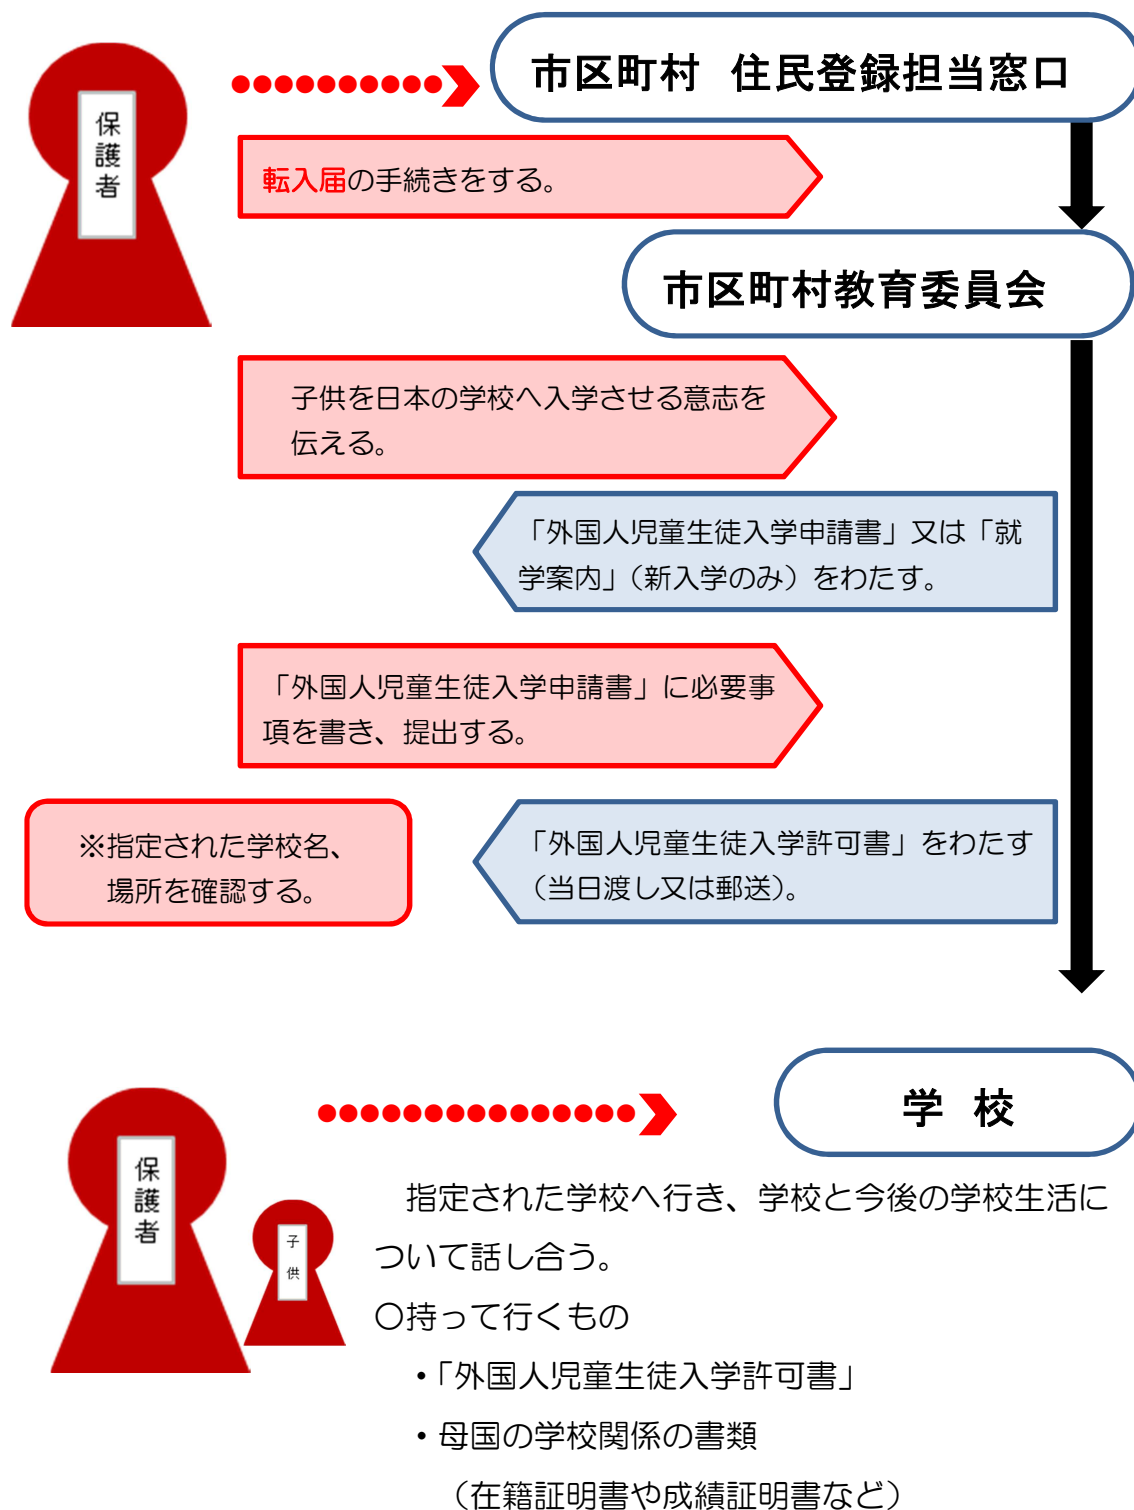 市区町村 住民登録担当窓口
保護者
転入届の手続きをする。
市区町村教育委員会
子供を日本の学校へ入学させる意志を
伝える。
「外国人児童生徒入学申請書」又は「就
学案内」（新入学のみ）をわたす。
「外国人児童生徒入学申請書」に必要事
項を書き、提出する。
※指定された学校名、
場所を確認する。
「外国人児童生徒入学許可書」をわたす
（当日渡し又は郵送）。
学 校
保護者
子供
指定された学校へ行き、学校と今後の学校生活に
ついて話し合う。
〇持って行くもの
・「外国人児童生徒入学許可書」
・母国の学校関係の書類
（在籍証明書や成績証明書など）